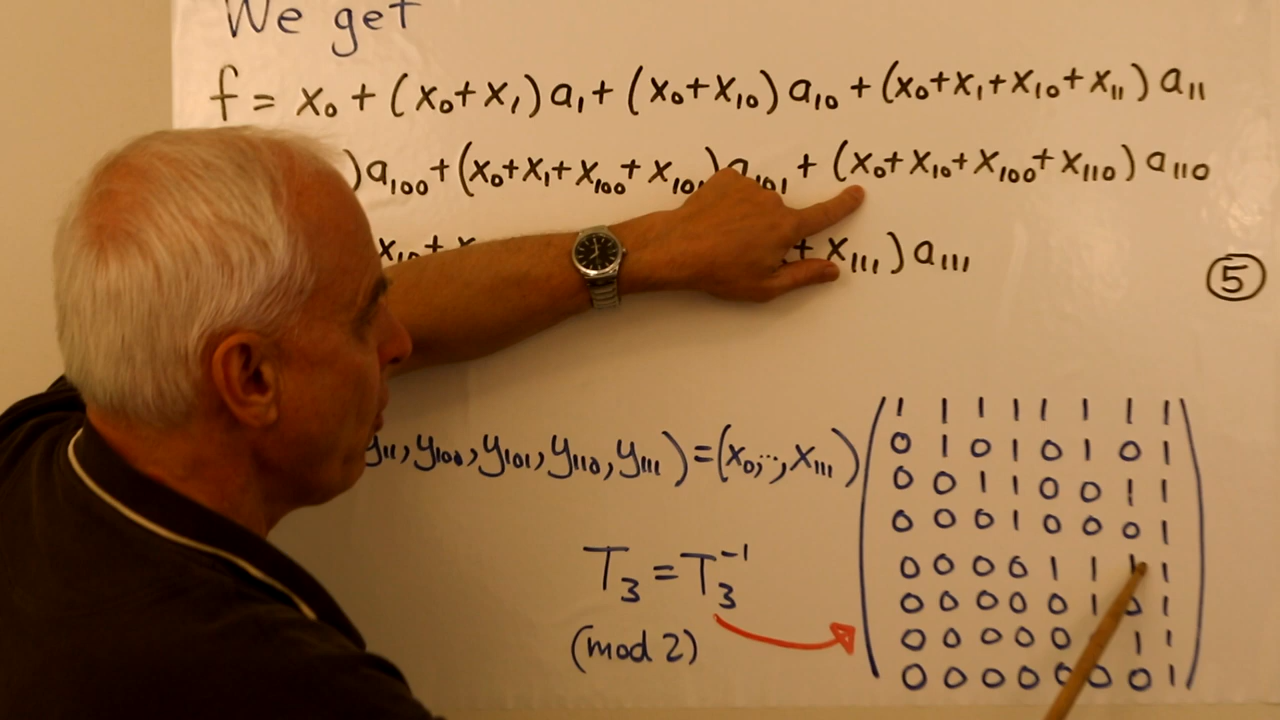 We get
f = x₀ + (x₀+x₁)a₁ + (x₀+x₁₀)a₁₀ + (x₀+x₁+x₁₀+x₁₁)a₁₁
)a₁₀₀ + (x₀+x₁+x₁₀₀+x₁₀₁)a₁₀₁ + (x₀+x₁₀+x₁₀₀+x₁₁₀)a₁₁₀
x₁₀+ + x₁₁₁)a₁₁₁
5
y₁₁, y₁₀₀, y₁₀₁, y₁₁₀, y₁₁₁) = (x₀,..., x₁₁₁)
1 1 1 1 1 1 1 1
0 1 0 1 0 1 0 1
0 0 1 1 0 0 1 1
0 0 0 1 0 0 0 1
0 0 0 0 1 1 1 1
0 0 0 0 0 1 0 1
0 0 0 0 0 1 1
0 0 0 0 0 0 0 1
T₃ = T₃⁻¹
(mod 2)